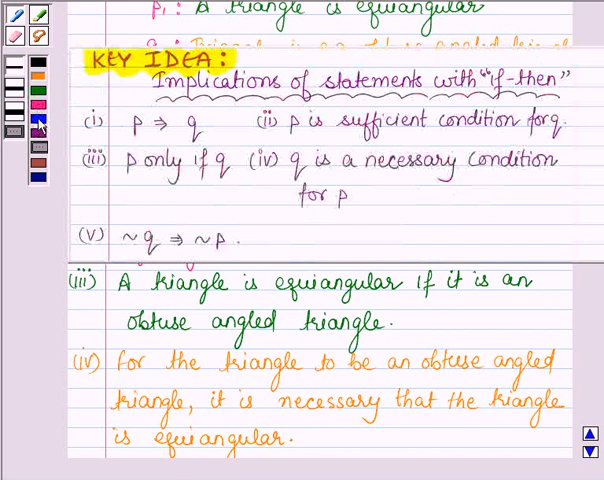 p₁ : A triangle is equiangular
KEY IDEA :
Implications of statements with "if-then"
(i) p ⇒ q (ii) p is sufficient condition for q.
(iii) p only if q (iv) q is a necessary condition
for p
(v) ~q ⇒ ~p.
(iii) A triangle is equiangular if it is an
obtuse angled triangle.
(iv) for the triangle to be an obtuse angled
triangle, it is necessary that the triangle
is equiangular.